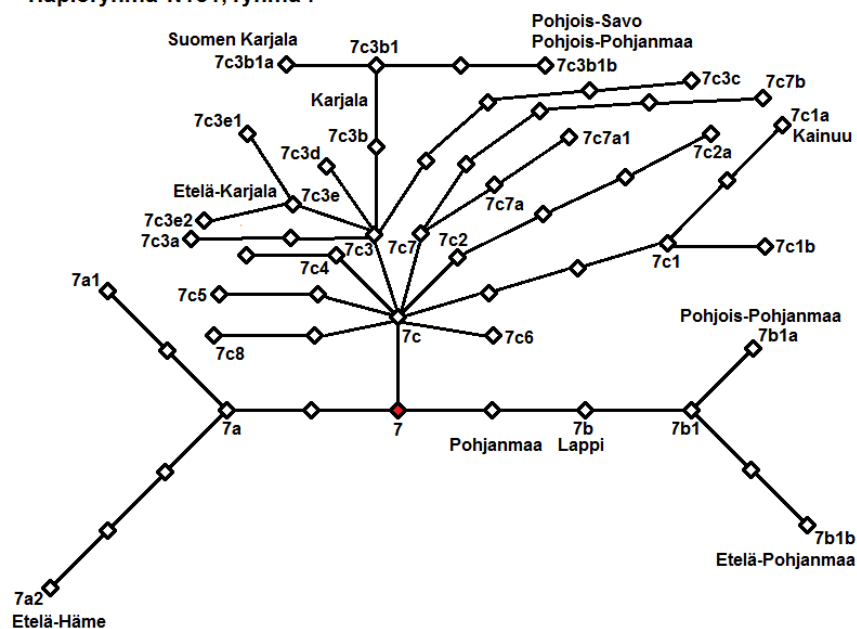 Suomen Karjala
7c3b1a
7c3b1
Pohjois-Savo
Pohjois-Pohjanmaa
7c3b1b
7c3c
7c7b
Karjala
7c1a
Kainuu
7c3e1
7c3b
7c7a1
7c2a
7c3d
Etelä-Karjala
7c3e
7c7a
7c3e2
7c3a
7c3
7c7
7c2
7c4
7c1
7c1b
7a1
7c5
Pohjois-Pohjanmaa
7b1a
7c8
7c
7c6
7a
7
7b
7b1
Pohjanmaa
Lappi
7b1b
Etelä-Pohjanmaa
7a2
Etelä-Häme